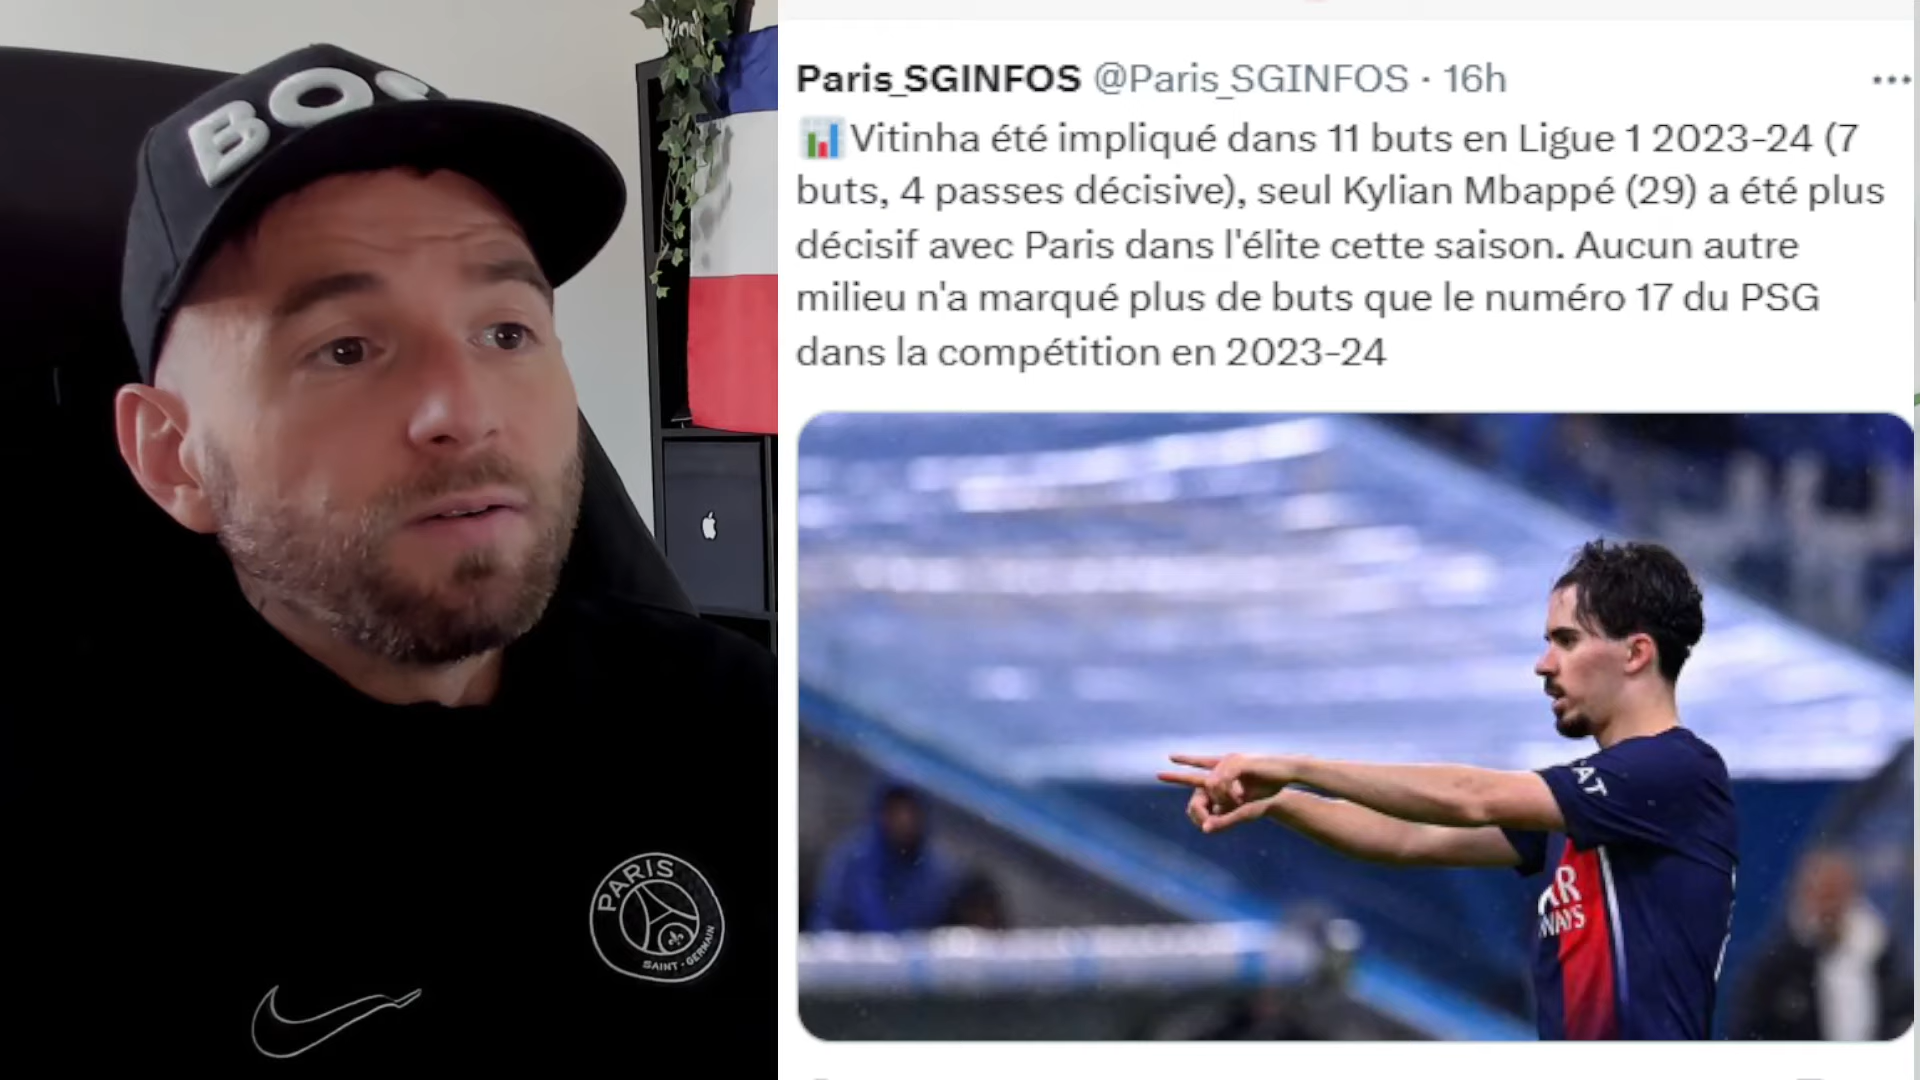 BOS
Paris_SGINFOS @Paris_SGINFOS · 16h
Vitinha été impliqué dans 11 buts en Ligue 1 2023-24 (7
buts, 4 passes décisive), seul Kylian Mbappé (29) a été plus
décisif avec Paris dans l'élite cette saison. Aucun autre
milieu n'a marqué plus de buts que le numéro 17 du PSG
dans la compétition en 2023-24
PARIS
SAINT-GERMAIN